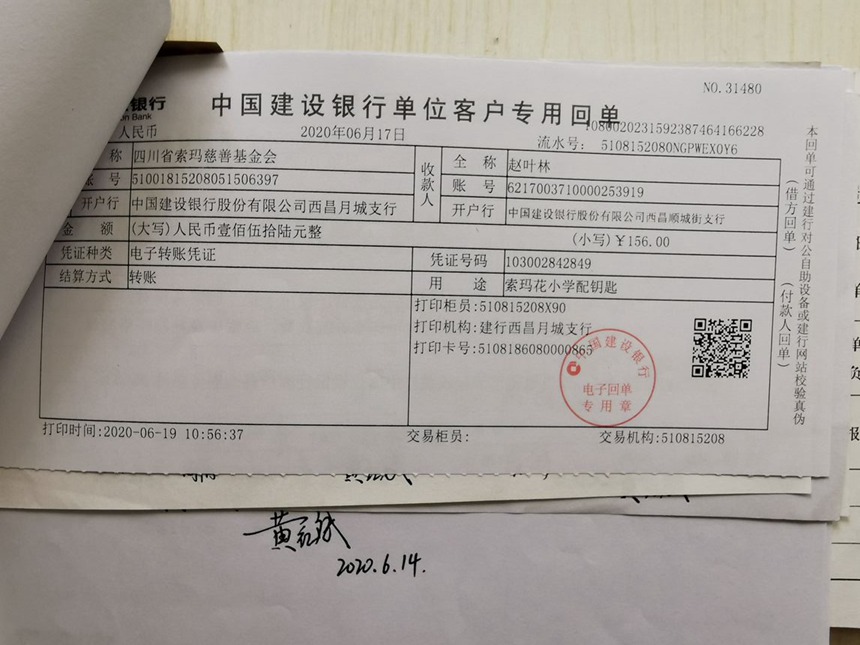 NO.31480
银行
中国建设银行单位客户专用回单
人民币
2020年06月17日
流水号:
1080020231592387464166228
5108152080NGPWEX0Y6
称 四川省索玛慈善基金会
账 号 51001815208051506397
开户行 中国建设银行股份有限公司西昌月城支行
收款人
全 称 赵叶林
账 号 6217003710000253919
开户行 中国建设银行股份有限公司西昌顺城街支行
金 额 (大写)人民币壹佰伍拾陆元整 (小写)¥156.00
凭证种类 电子转账凭证 凭证号码 103002842849
结算方式 转账 用 途 索玛花小学配钥匙
打印柜员:510815208X90
打印机构:建行西昌月城支行
打印卡号:5108186080000865
中国建设银行
电子回单
专用章
打印时间:2020-06-19 10:56:37 交易柜员: 交易机构:510815208
本回单可通过建行对公自助设备或建行网站校验真伪
(借方回单)
(付款人回单)
2020.6.14.